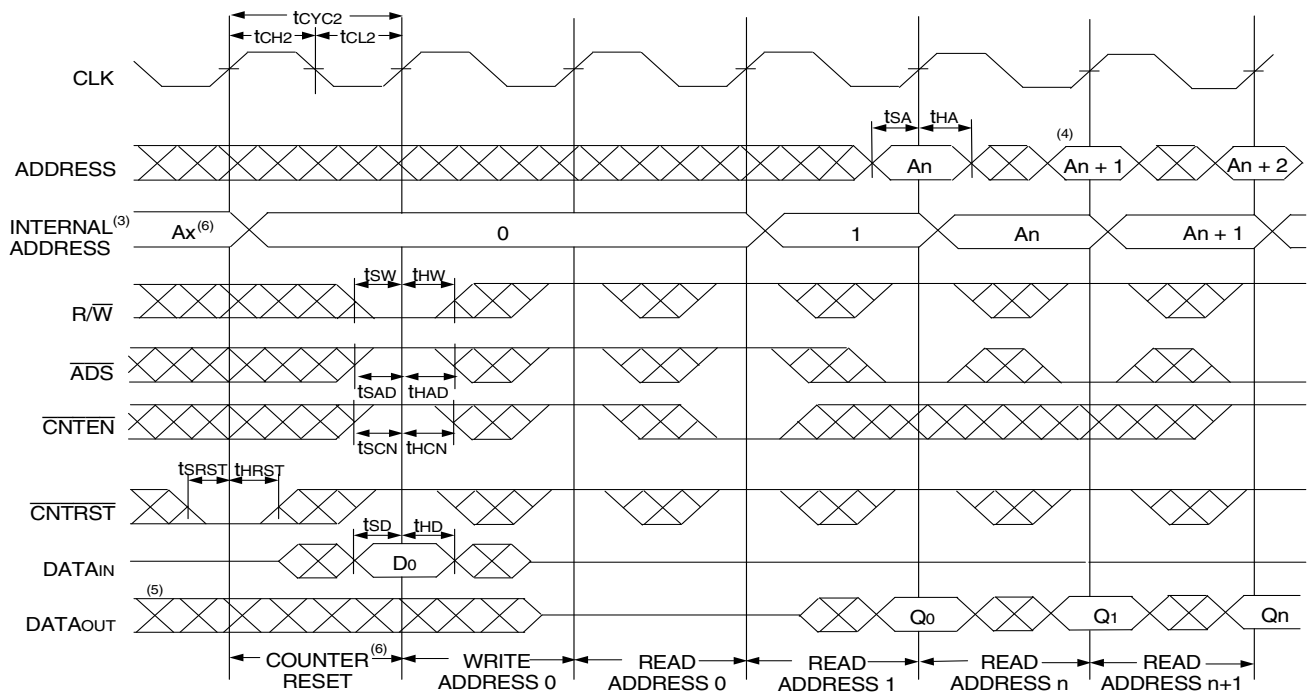 tCYC2
tCH2 tCL2
CLK
tSA tHA
(4)
ADDRESS An An + 1 An + 2
INTERNAL(3)
ADDRESS
Ax(6) 0 1 An An + 1
tSW tHW
R/W
ADS
tSAD tHAD
CNTEN
tSCN tHCN
tSRST tHRST
CNTRST
tSD tHD
DATAIN D0
(5)
DATAOUT Q0 Q1 Qn
COUNTER(6)
RESET
WRITE
ADDRESS 0
READ
ADDRESS 0
READ
ADDRESS 1
READ
ADDRESS n
READ
ADDRESS n+1